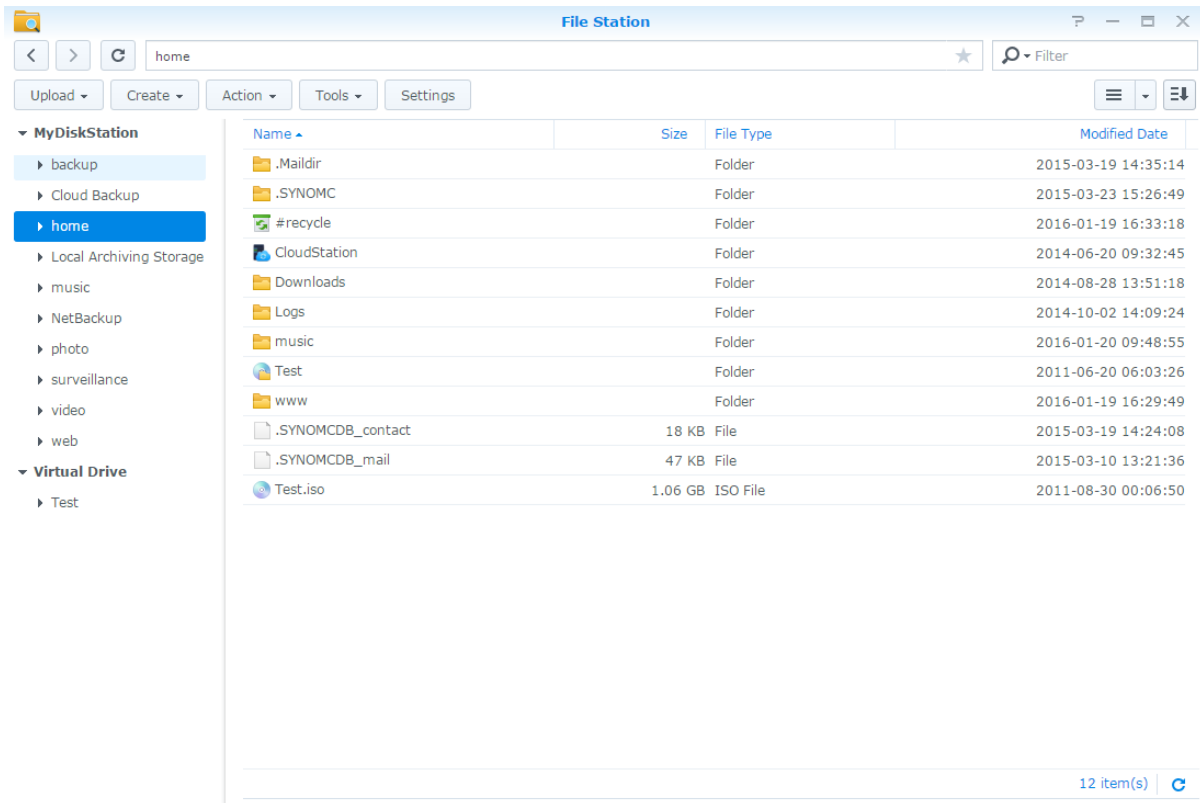 File Station
home
Filter
Upload Create Action Tools Settings
MyDiskStation
backup
Cloud Backup
home
Local Archiving Storage
music
NetBackup
photo
surveillance
video
web
Virtual Drive
Test
Name Size File Type Modified Date
.Maildir Folder 2015-03-19 14:35:14
.SYNOMC Folder 2015-03-23 15:26:49
#recycle Folder 2016-01-19 16:33:18
CloudStation Folder 2014-06-20 09:32:45
Downloads Folder 2014-08-28 13:51:18
Logs Folder 2014-10-02 14:09:24
music Folder 2016-01-20 09:48:55
Test Folder 2011-06-20 06:03:26
www Folder 2016-01-19 16:29:49
.SYNOMCDB_contact 18 KB File 2015-03-19 14:24:08
.SYNOMCDB_mail 47 KB File 2015-03-10 13:21:36
Test.iso 1.06 GB ISO File 2011-08-30 00:06:50
12 item(s)